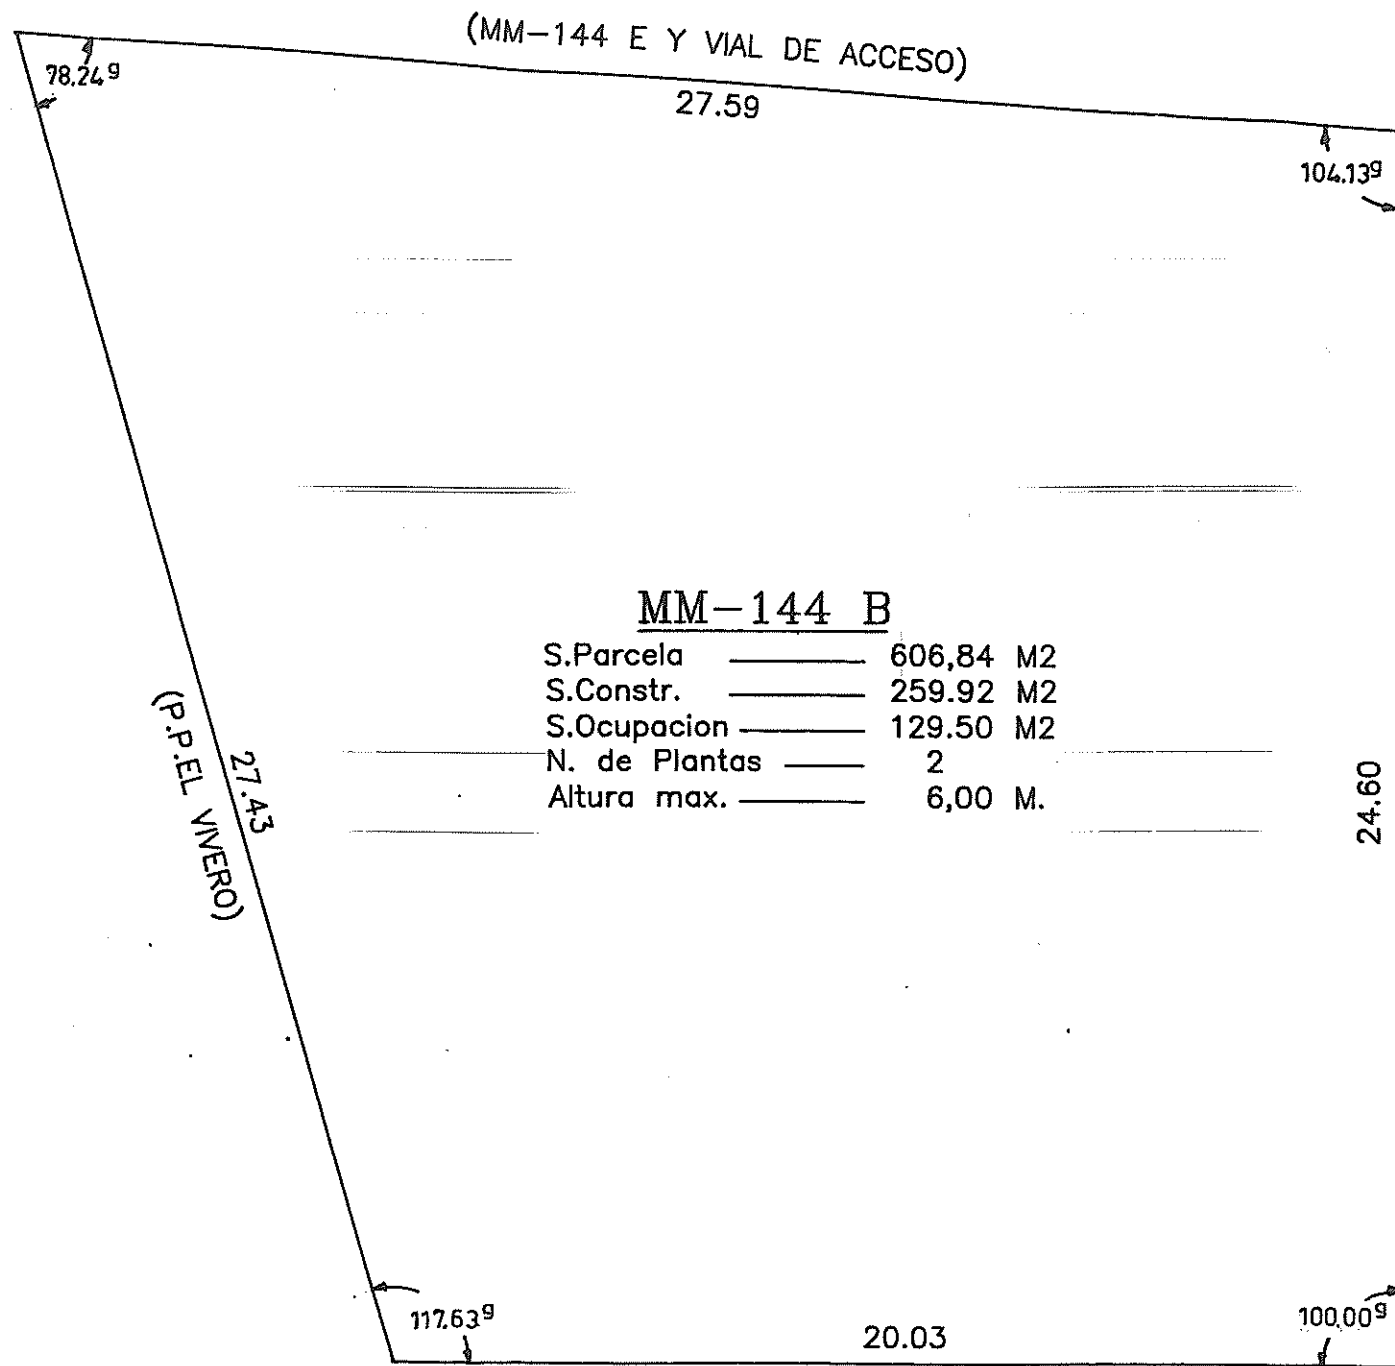 (MM-144 E Y VIAL DE ACCESO)
78.24g
27.59
104.13g
MM-144 B
S.Parcela 606,84 M2
S.Constr. 259.92 M2
S.Ocupacion 129.50 M2
N. de Plantas 2
Altura max. 6,00 M.
(P.P.EL VIVERO)
27.43
24.60
117.63g
20.03
100.00g